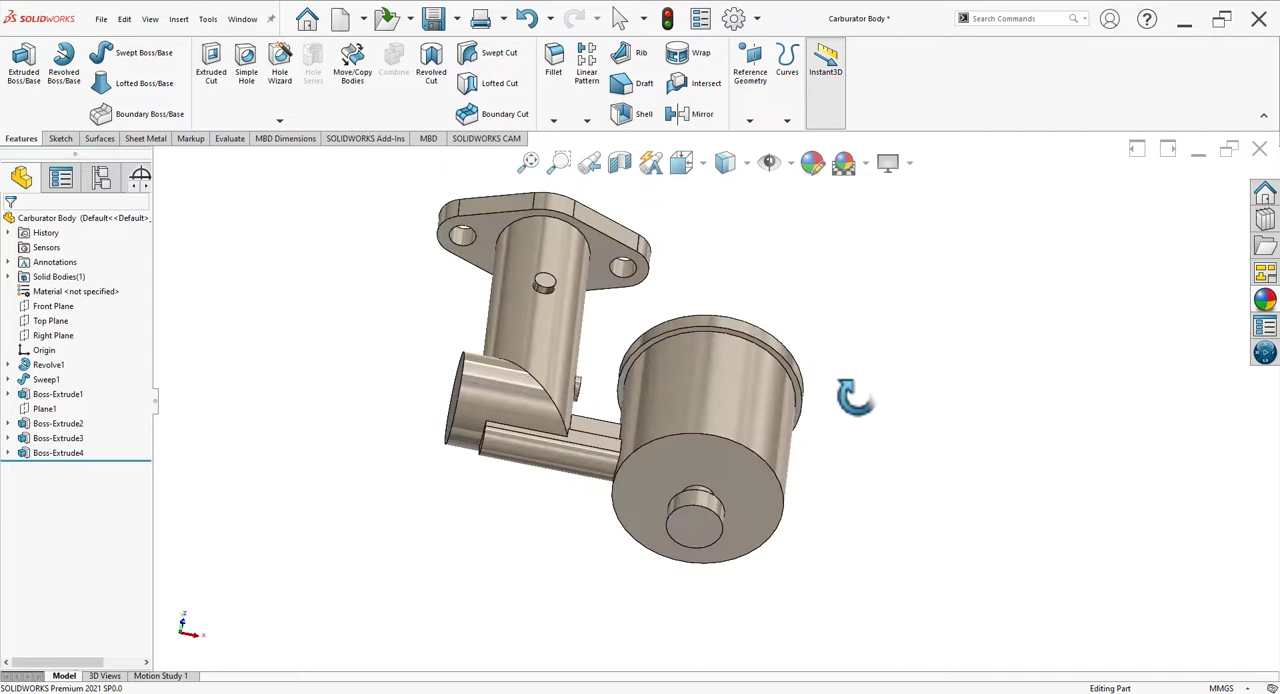 SOLIDWORKS File Edit View Insert Tools Window Carburator Body * Search Commands
Extruded Boss/Base
Revolved Boss/Base
Swept Boss/Base
Lofted Boss/Base
Boundary Boss/Base
Extruded Cut
Simple Hole
Hole Wizard
Hole Series
Move/Copy Bodies
Combine
Revolved Cut
Swept Cut
Lofted Cut
Boundary Cut
Fillet
Linear Pattern
Rib
Draft
Shell
Wrap
Intersect
Mirror
Reference Geometry
Curves
Instant3D
Features Sketch Surfaces Sheet Metal Markup Evaluate MBD Dimensions SOLIDWORKS Add-Ins MBD SOLIDWORKS CAM
Carburator Body (Default<<Default>_
History
Sensors
Annotations
Solid Bodies(1)
Material <not specified>
Front Plane
Top Plane
Right Plane
Origin
Revolve1
Sweep1
Boss-Extrude1
Plane1
Boss-Extrude2
Boss-Extrude3
Boss-Extrude4
z
x
Model 3D Views Motion Study 1
SOLIDWORKS Premium 2021 SP0.0 Editing Part MMGS